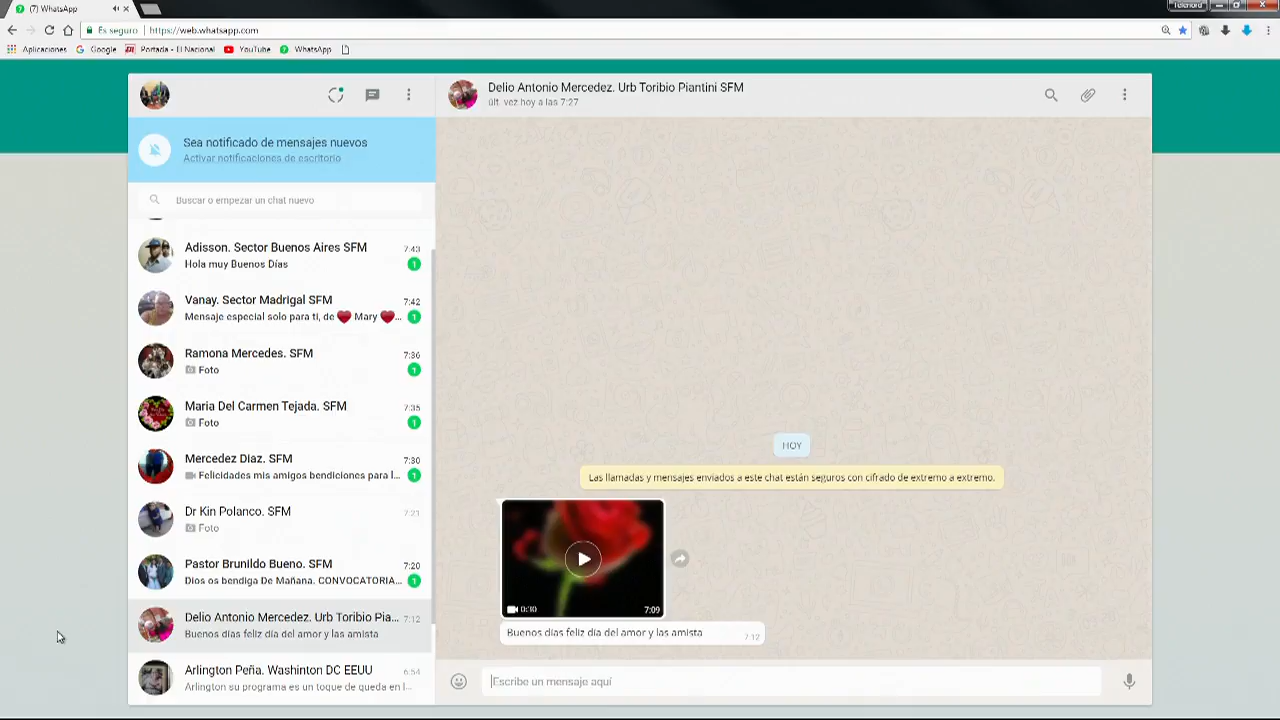 (7) WhatsApp
Telenord
Es seguro https://web.whatsapp.com
Aplicaciones Google Portada - El Nacional YouTube WhatsApp
Delio Antonio Mercedez. Urb Toribio Piantini SFM
últ. vez hoy a las 7:27
Sea notificado de mensajes nuevos
Activar notificaciones de escritorio
Buscar o empezar un chat nuevo
Adisson. Sector Buenos Aires SFM 7:43
Hola muy Buenos Días 1
Vanay. Sector Madrigal SFM 7:42
Mensaje especial solo para ti, de ❤ Mary ❤... 1
Ramona Mercedes. SFM 7:36
Foto 1
Maria Del Carmen Tejada. SFM 7:35
Foto 1
Mercedez Diaz. SFM 7:30
Felicidades mis amigos bendiciones para l... 1
Dr Kin Polanco. SFM 7:21
Foto
Pastor Brunildo Bueno. SFM 7:20
Dios os bendiga De Mañana. CONVOCATORIA... 1
Delio Antonio Mercedez. Urb Toribio Pia... 7:12
Buenos días feliz día del amor y las amista
Arlington Peña. Washinton DC EEUU 6:54
Arlington su programa es un toque de queda en l...
HOY
Las llamadas y mensajes enviados a este chat están seguros con cifrado de extremo a extremo.
0:30 7:09
Buenos días feliz día del amor y las amista 7:12
Escribe un mensaje aquí